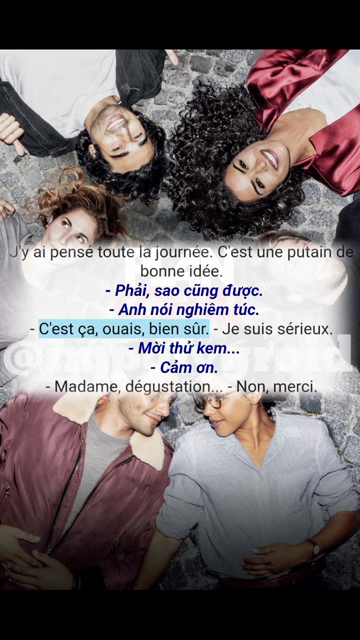 J'y ai pensé toute la journée. C'est une putain de
bonne idée.
- Phải, sao cũng được.
- Anh nói nghiêm túc.
- C'est ça, ouais, bien sûr. - Je suis sérieux.
- Mời thử kem...
- Cảm ơn.
- Madame, dégustation... - Non, merci.